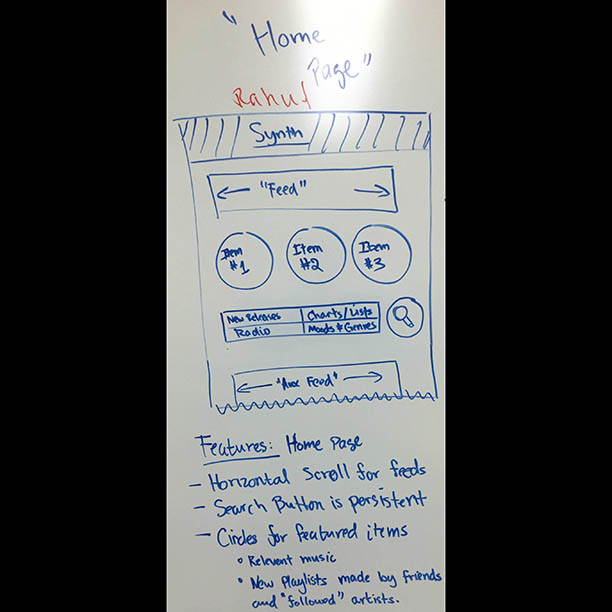 "Home
Page"
Rahul
Synth
"Feed"
Item
#1
Item
#2
Item
#3
New Releases
Charts/Lists
Radio
Moods & Genres
"Aux Feed"
Features: Home Page
- Horizontal Scroll for feeds
- Search Button is persistent
- Circles for featured items
◦ Relevent music
◦ New Playlists made by friends
and "followed" artists.